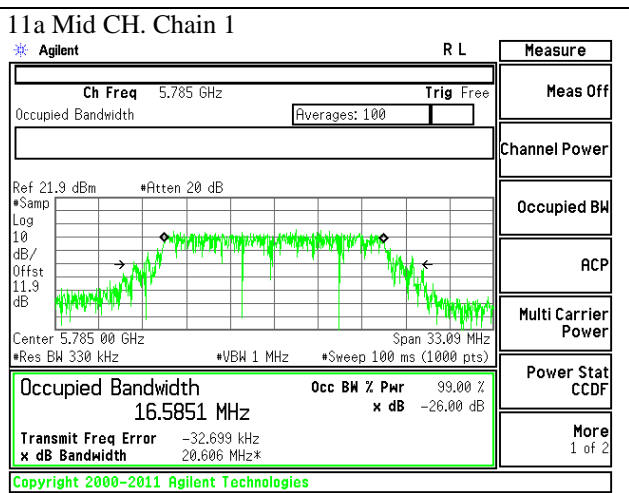 11a Mid CH. Chain 1
Agilent R L Measure
Ch Freq 5.785 GHz Trig Free Meas Off
Occupied Bandwidth Averages: 100
Channel Power
Ref 21.9 dBm #Atten 20 dB
#Samp
Log
10
dB/
Offst
11.9
dB
Occupied BW
ACP
Multi Carrier
Power
Center 5.785 00 GHz Span 33.09 MHz
#Res BW 330 kHz #VBW 1 MHz #Sweep 100 ms (1000 pts)
Power Stat
CCDF
Occupied Bandwidth Occ BW % Pwr 99.00 %
16.5851 MHz x dB -26.00 dB
Transmit Freq Error -32.699 kHz
x dB Bandwidth 20.606 MHz*
More
1 of 2
Copyright 2000-2011 Agilent Technologies